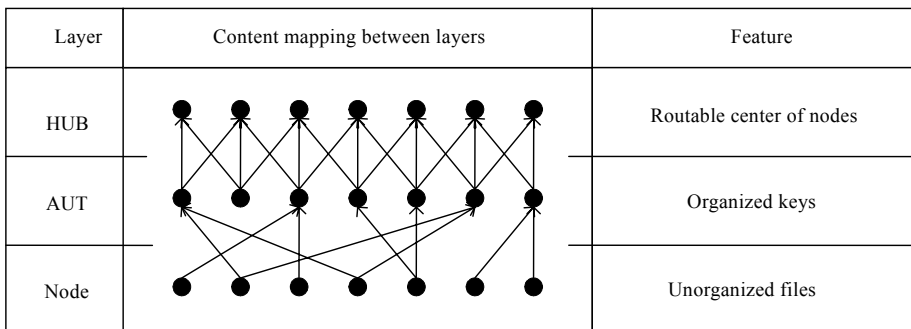 Layer Content mapping between layers Feature
HUB Routable center of nodes
AUT Organized keys
Node Unorganized files